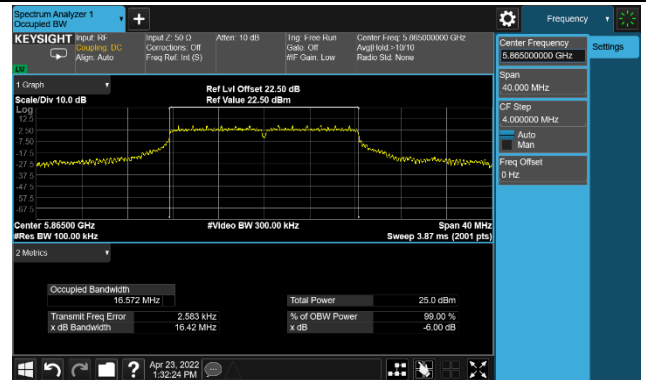 Spectrum Analyzer 1
Occupied BW
Frequency
KEYSIGHT
Input: RF
Coupling: DC
Align: Auto
Input Z: 50 Ω
Corrections: Off
Freq Ref: Int (S)
Atten: 10 dB
Trig: Free Run
Gate: Off
#IF Gain: Low
Center Freq: 5.865000000 GHz
Avg|Hold:>10/10
Radio Std: None
Center Frequency
5.865000000 GHz
Settings
Span
40.000 MHz
CF Step
4.000000 MHz
Auto
Man
Freq Offset
0 Hz
1 Graph
Scale/Div 10.0 dB
Ref Lvl Offset 22.50 dB
Ref Value 22.50 dBm
Log
12.5
2.50
-7.50
-17.5
-27.5
-37.5
-47.5
-57.5
-67.5
Center 5.86500 GHz
#Video BW 300.00 kHz
Span 40 MHz
#Res BW 100.00 kHz
Sweep 3.87 ms (2001 pts)
2 Metrics
Occupied Bandwidth
16.572 MHz
Total Power
25.0 dBm
Transmit Freq Error
2.583 kHz
% of OBW Power
99.00 %
x dB Bandwidth
16.42 MHz
x dB
-6.00 dB
Apr 23, 2022
1:32:24 PM